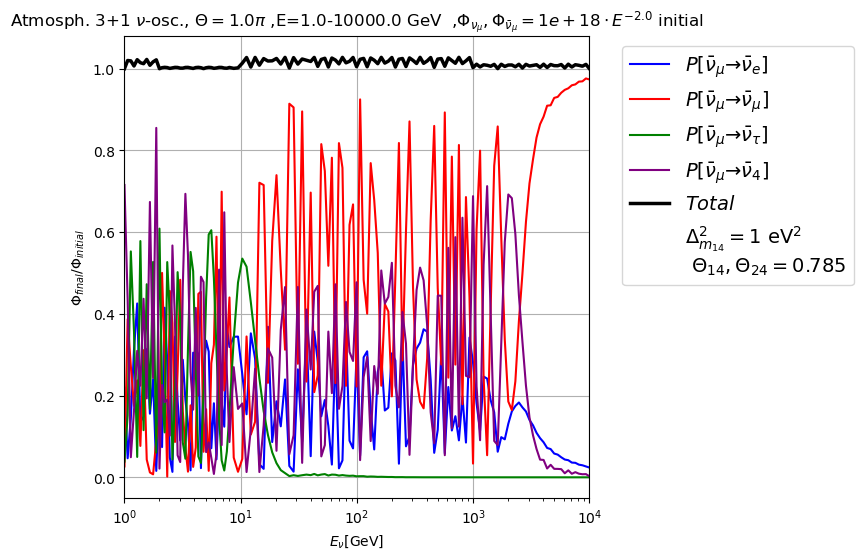 Atmosph. 3+1 ν-osc., Θ = 1.0π ,E=1.0-10000.0 GeV ,Φ_{ν_μ}, Φ_{ν̄_μ} = 1e + 18 · E^{−2.0} initial
P[ν̄_μ→ν̄_e]
P[ν̄_μ→ν̄_μ]
P[ν̄_μ→ν̄_τ]
P[ν̄_μ→ν̄_4]
Total
Δ²_{m_{14}} = 1 eV²
Θ_{14}, Θ_{24} = 0.785
Φ_{final}/Φ_{initial}
1.0
0.8
0.6
0.4
0.2
0.0
10^0
10^1
10^2
10^3
10^4
E_ν[GeV]